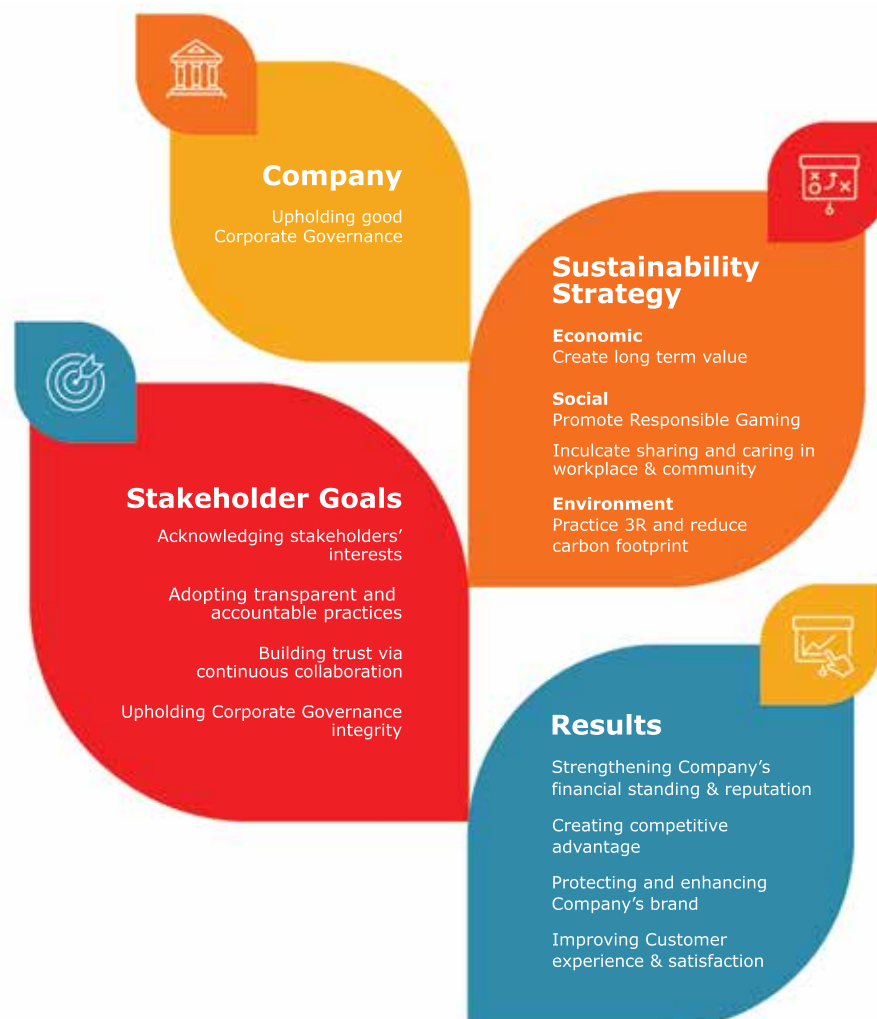 Company
Upholding good
Corporate Governance
Sustainability
Strategy
Economic
Create long term value
Social
Promote Responsible Gaming
Inculcate sharing and caring in
workplace & community
Environment
Practice 3R and reduce
carbon footprint
Stakeholder Goals
Acknowledging stakeholders’
interests
Adopting transparent and
accountable practices
Building trust via
continuous collaboration
Upholding Corporate Governance
integrity
Results
Strengthening Company’s
financial standing & reputation
Creating competitive
advantage
Protecting and enhancing
Company’s brand
Improving Customer
experience & satisfaction